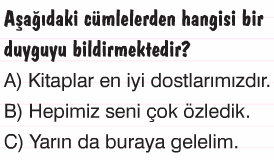 Aşağıdaki cümlelerden hangisi bir
duyguyu bildirmektedir?
A) Kitaplar en iyi dostlarımızdır.
B) Hepimiz seni çok özledik.
C) Yarın da buraya gelelim.